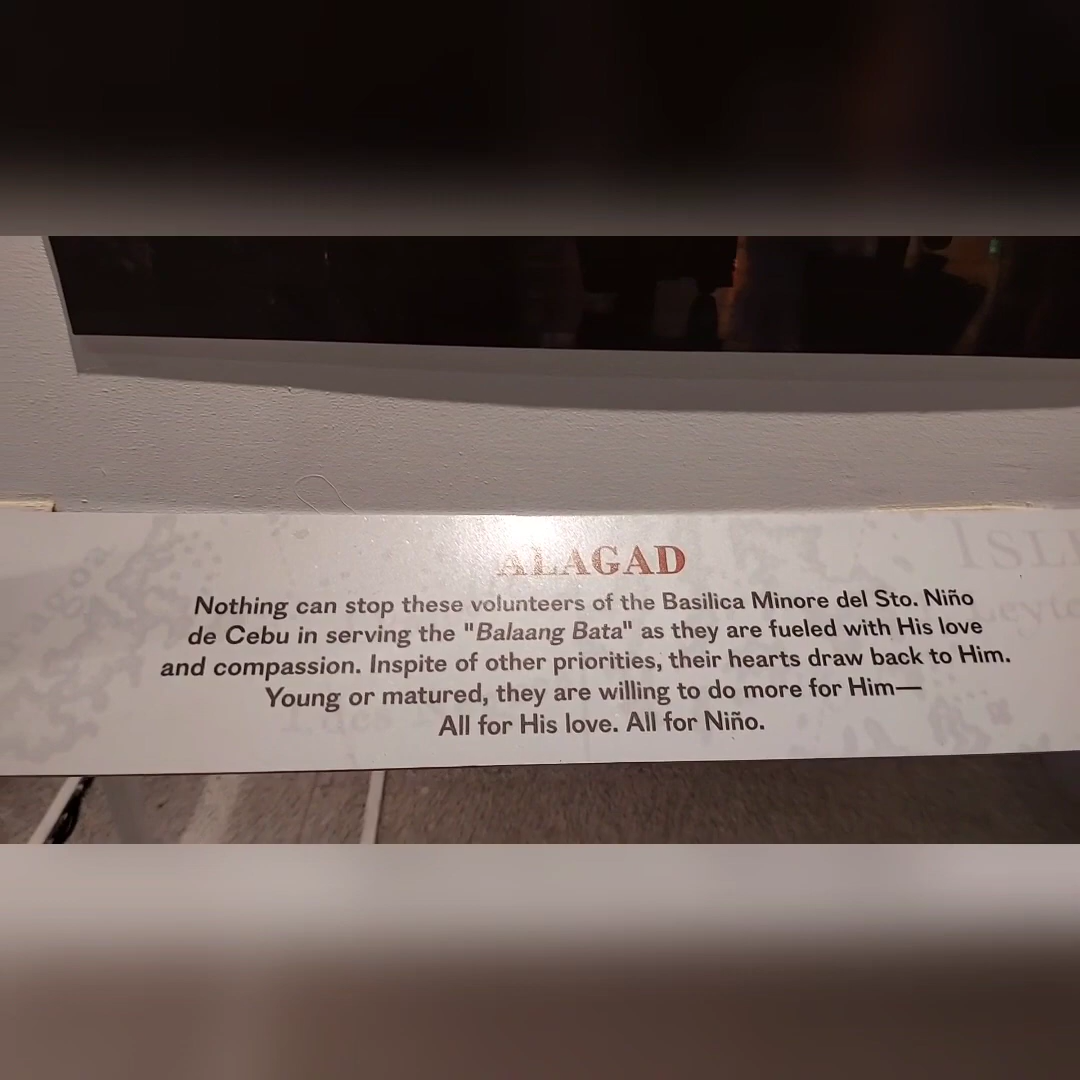 ALAGAD
Nothing can stop these volunteers of the Basilica Minore del Sto. Niño
de Cebu in serving the "Balaang Bata" as they are fueled with His love
and compassion. Inspite of other priorities, their hearts draw back to Him.
Young or matured, they are willing to do more for Him—
All for His love. All for Niño.